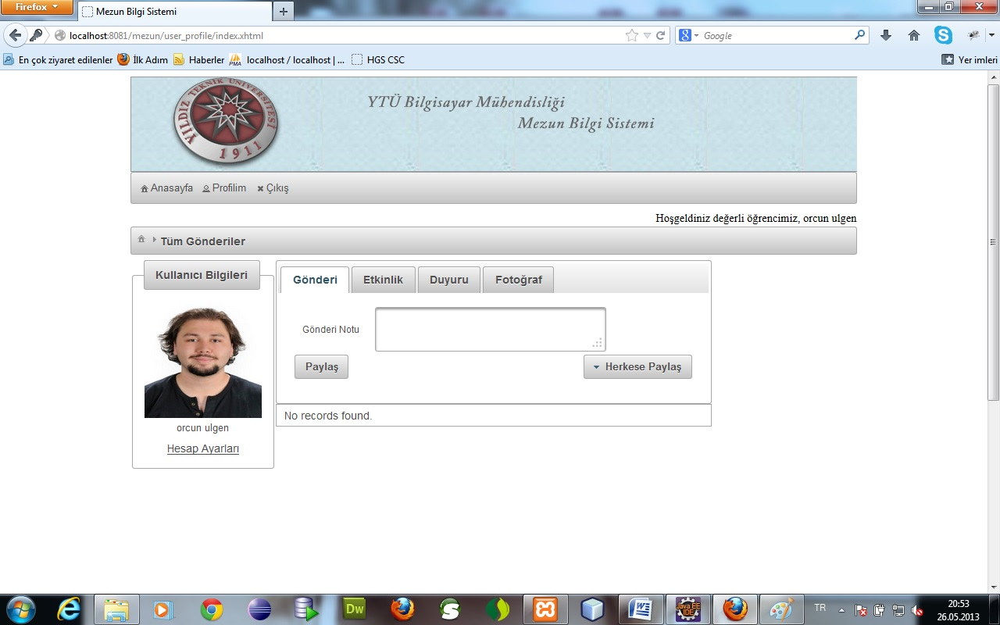 Firefox
Mezun Bilgi Sistemi
localhost:8081/mezun/user_profile/index.xhtml
Google
En çok ziyaret edilenler İlk Adım Haberler localhost / localhost | ... HGS CSC Yer imleri
YILDIZ TEKNİK ÜNİVERSİTESİ
1911
YTÜ Bilgisayar Mühendisliği
Mezun Bilgi Sistemi
Anasayfa Profilim Çıkış
Hoşgeldiniz değerli öğrencimiz, orcun ulgen
Tüm Gönderiler
Kullanıcı Bilgileri
orcun ulgen
Hesap Ayarları
Gönderi Etkinlik Duyuru Fotoğraf
Gönderi Notu
Paylaş Herkese Paylaş
No records found.
Dw
Java EE
IDE
TR
20:53
26.05.2013